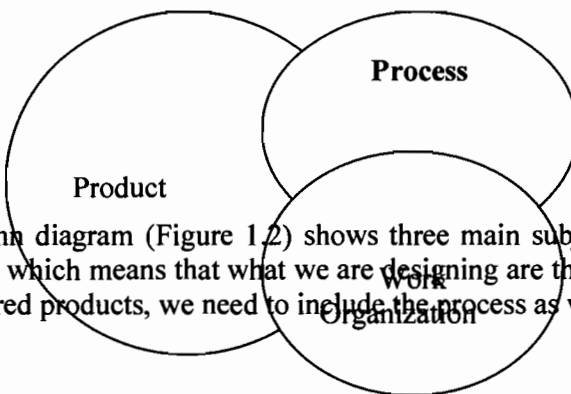 Process
Product
nn diagram (Figure 1.2) shows three main sub
which means that what we are designing are th
Work
red products, we need to include the process as
Organization